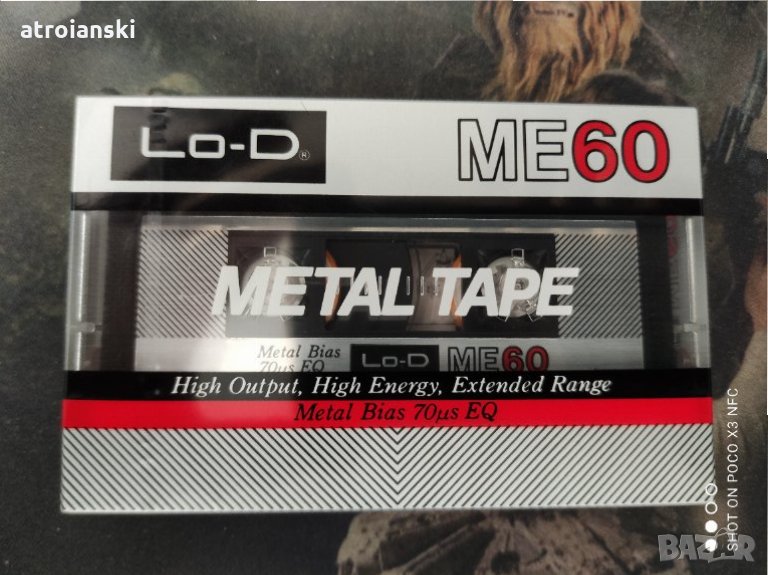 atroianski
Lo-D®
ME60
METAL TAPE
Metal Bias
70μs EQ
Lo-D
ME60
High Output, High Energy, Extended Range
Metal Bias 70μs EQ
SHOT ON POCO X3 NFC
BAZAR